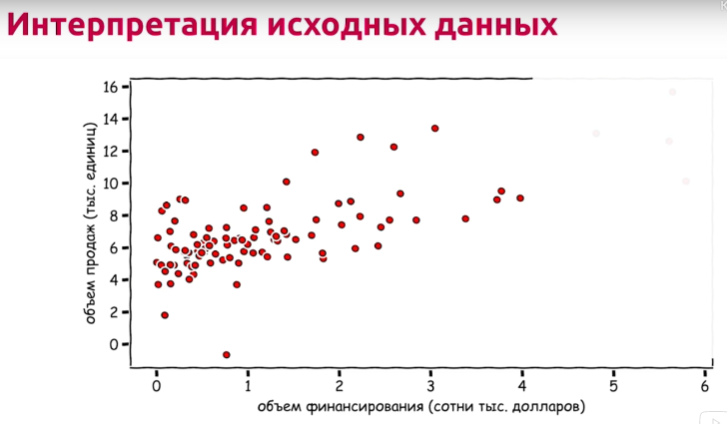 Интерпретация исходных данных
16
14
12
10
8
6
4
2
0
объем продаж (тыс. единиц)
0 1 2 3 4 5 6
объем финансирования (сотни тыс. долларов)